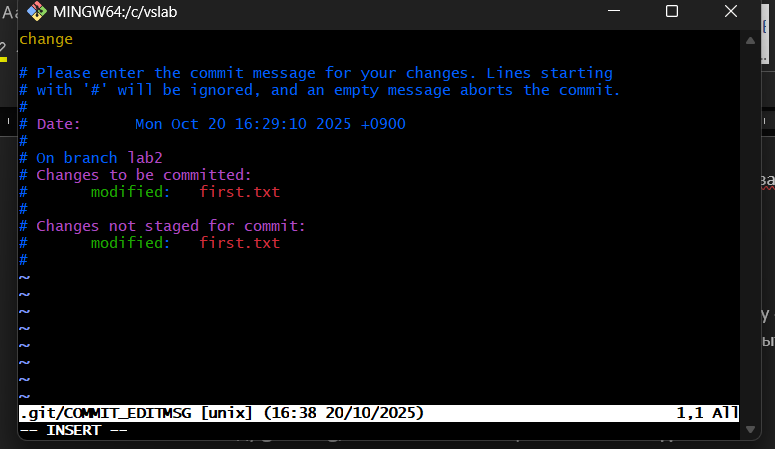 MINGW64:/c/vslab
change
# Please enter the commit message for your changes. Lines starting
# with '#' will be ignored, and an empty message aborts the commit.
#
# Date:      Mon Oct 20 16:29:10 2025 +0900
#
# On branch lab2
# Changes to be committed:
#       modified:   first.txt
#
# Changes not staged for commit:
#       modified:   first.txt
#
~
~
~
~
~
~
~
~
.git/COMMIT_EDITMSG [unix] (16:38 20/10/2025) 1,1 All
-- INSERT --